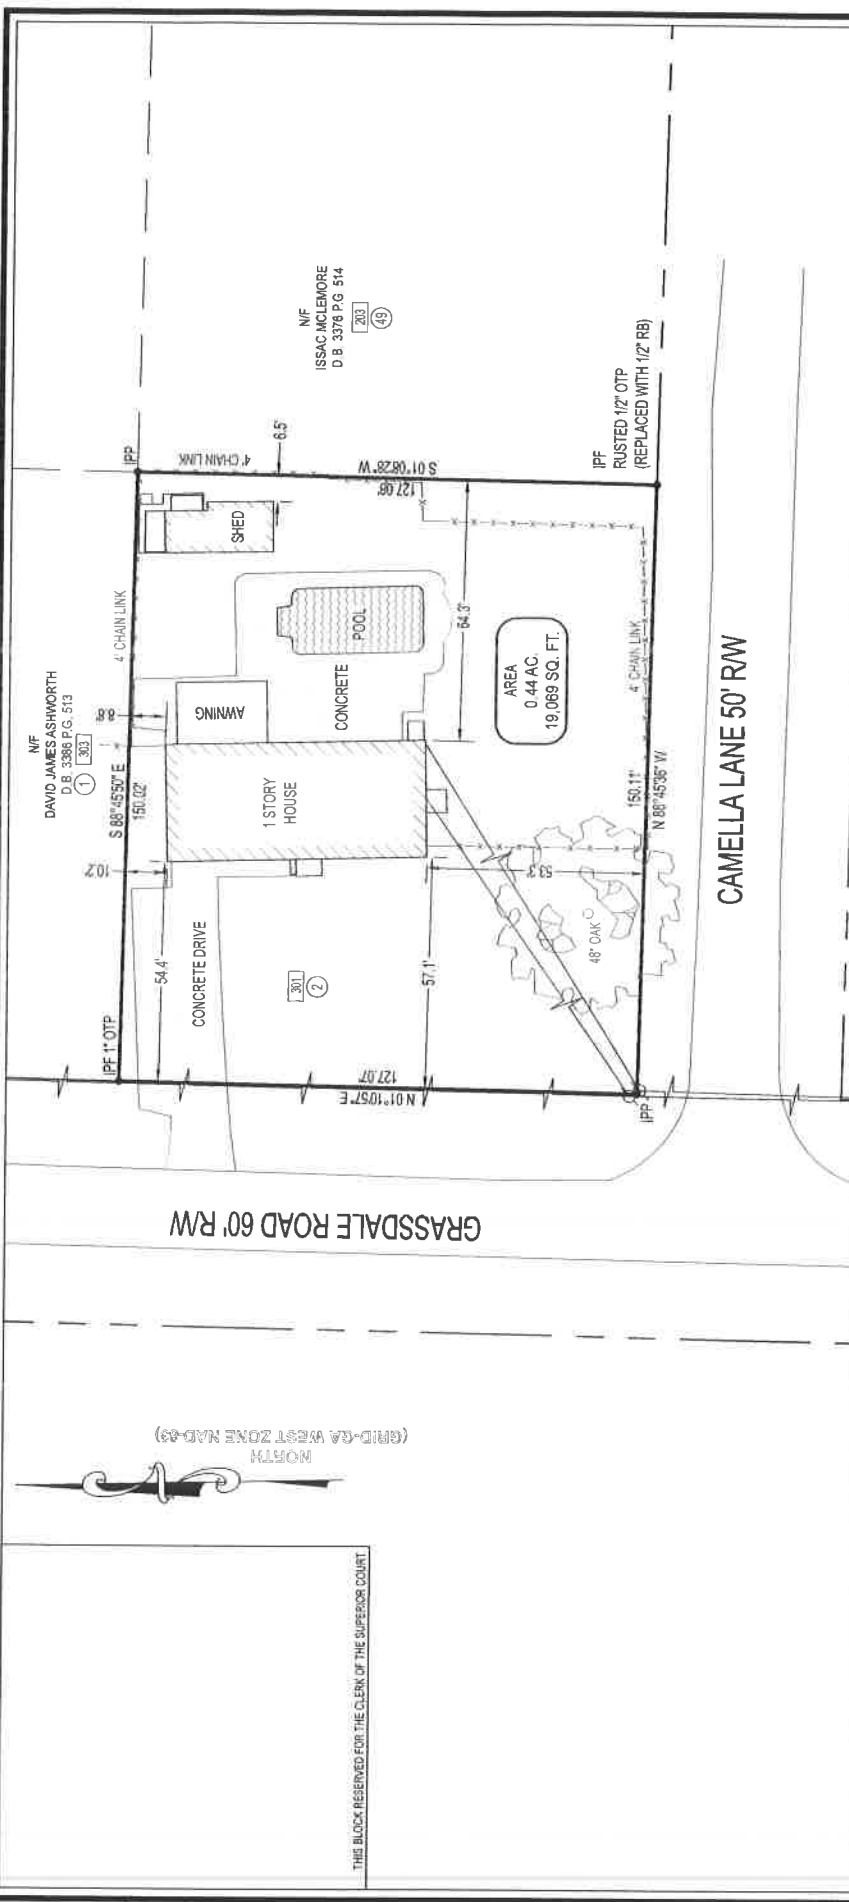 N/F
DAVID JAMES ASHWORTH
D.B. 3386 P.G. 513
1
303
4' CHAIN LINK
S 88°45'50" E
150.02'
8.8'
10.2'
IPF 1" OTP
IPP
4' CHAIN LINK
S 01°08'28" W
127.08'
6.5'
N/F
ISSAC MCLEMORE
D.B. 3376 P.G. 514
203
49
SHED
POOL
AWNING
CONCRETE
1 STORY
HOUSE
54.4'
CONCRETE DRIVE
301
2
57.1'
64.3'
53.3'
AREA
0.44 AC.
19,069 SQ. FT.
4' CHAIN LINK
48" OAK
150.11'
N 88°45'36" W
N 01°10'57" E
127.07'
IPP
IPF
RUSTED 1/2" OTP
(REPLACED WITH 1/2" RB)
CAMELLA LANE 50' R/W
GRASSDALE ROAD 60' R/W
NORTH
(GRID-GA WEST ZONE NAD-83)
THIS BLOCK RESERVED FOR THE CLERK OF THE SUPERIOR COURT